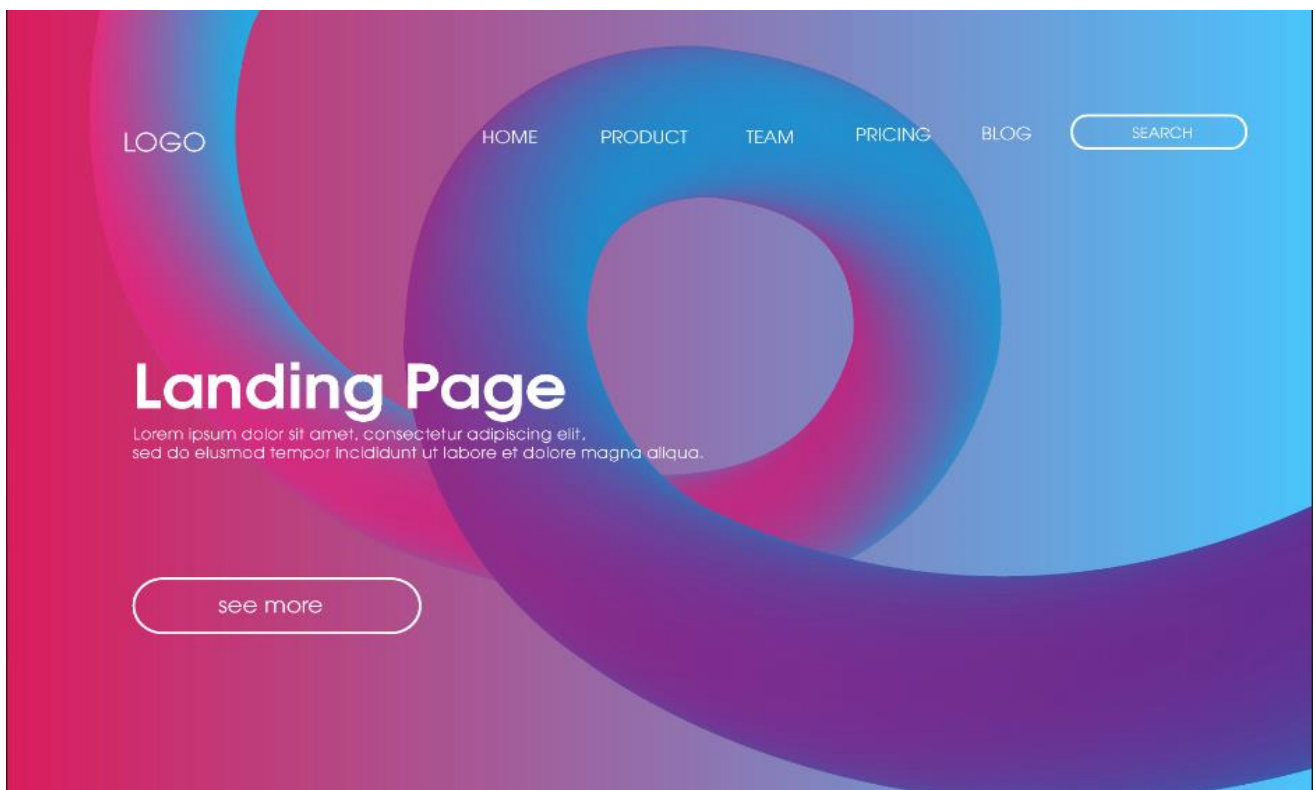 LOGO
HOME PRODUCT TEAM PRICING BLOG SEARCH
Landing Page
Lorem ipsum dolor sit amet, consectetur adipiscing elit,
sed do eiusmod tempor incididunt ut labore et dolore magna aliqua.
see more